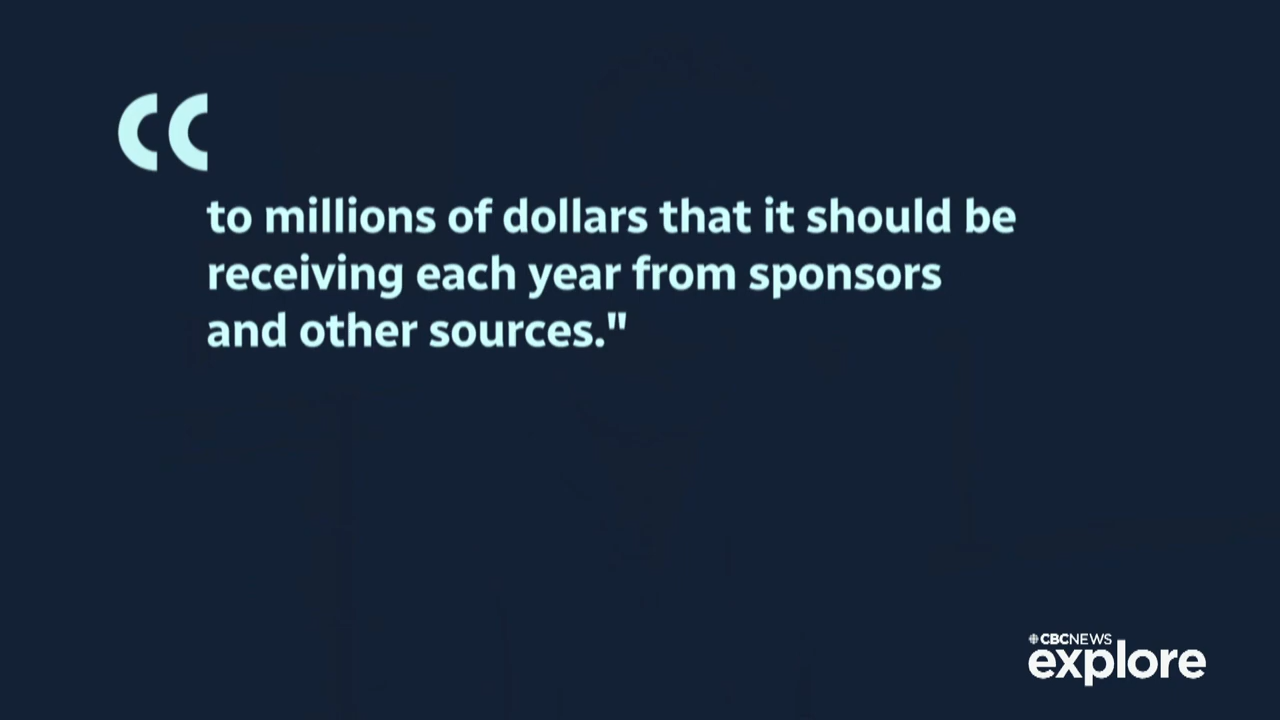 to millions of dollars that it should be
receiving each year from sponsors
and other sources."
CBCNEWS
explore